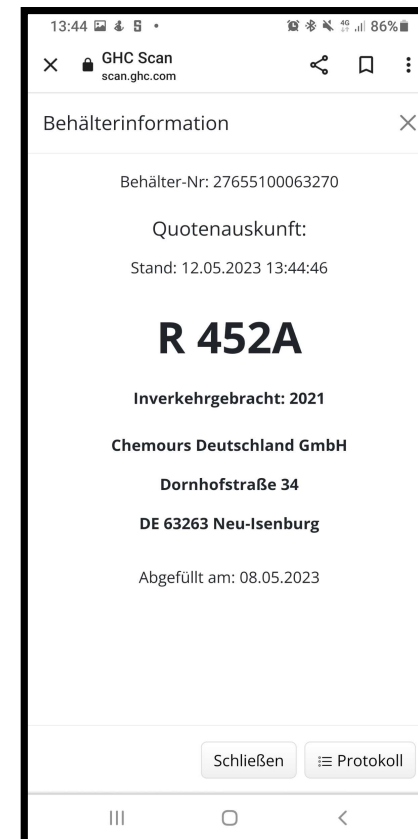 13:44
86%
GHC Scan
scan.ghc.com
Behälterinformation
Behälter-Nr: 27655100063270
Quotenauskunft:
Stand: 12.05.2023 13:44:46
R 452A
Inverkehrgebracht: 2021
Chemours Deutschland GmbH
Dornhofstraße 34
DE 63263 Neu-Isenburg
Abgefüllt am: 08.05.2023
Schließen
Protokoll